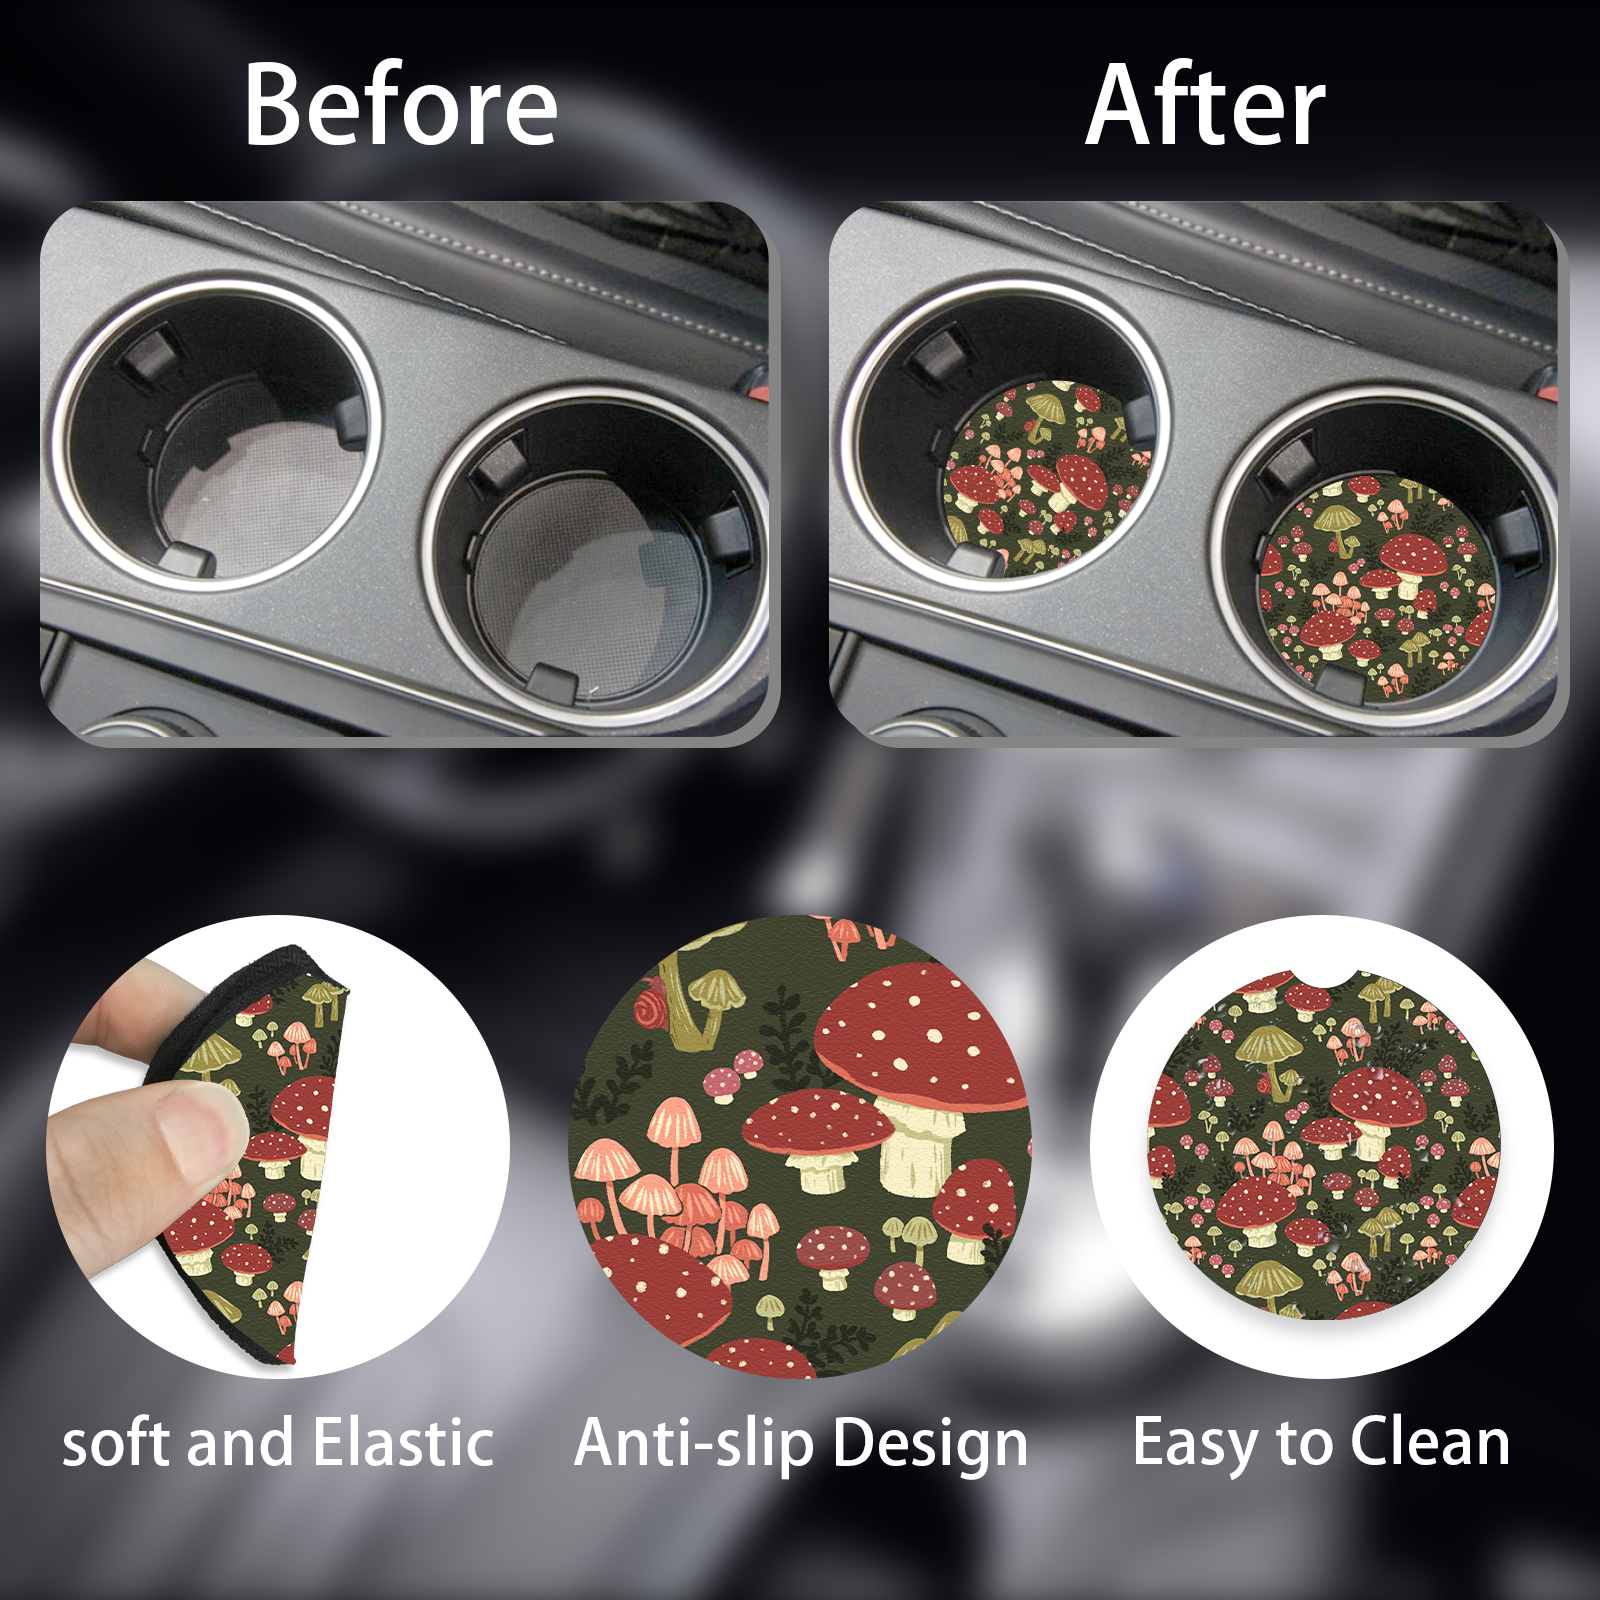 Before
After
soft and Elastic
Anti-slip Design
Easy to Clean